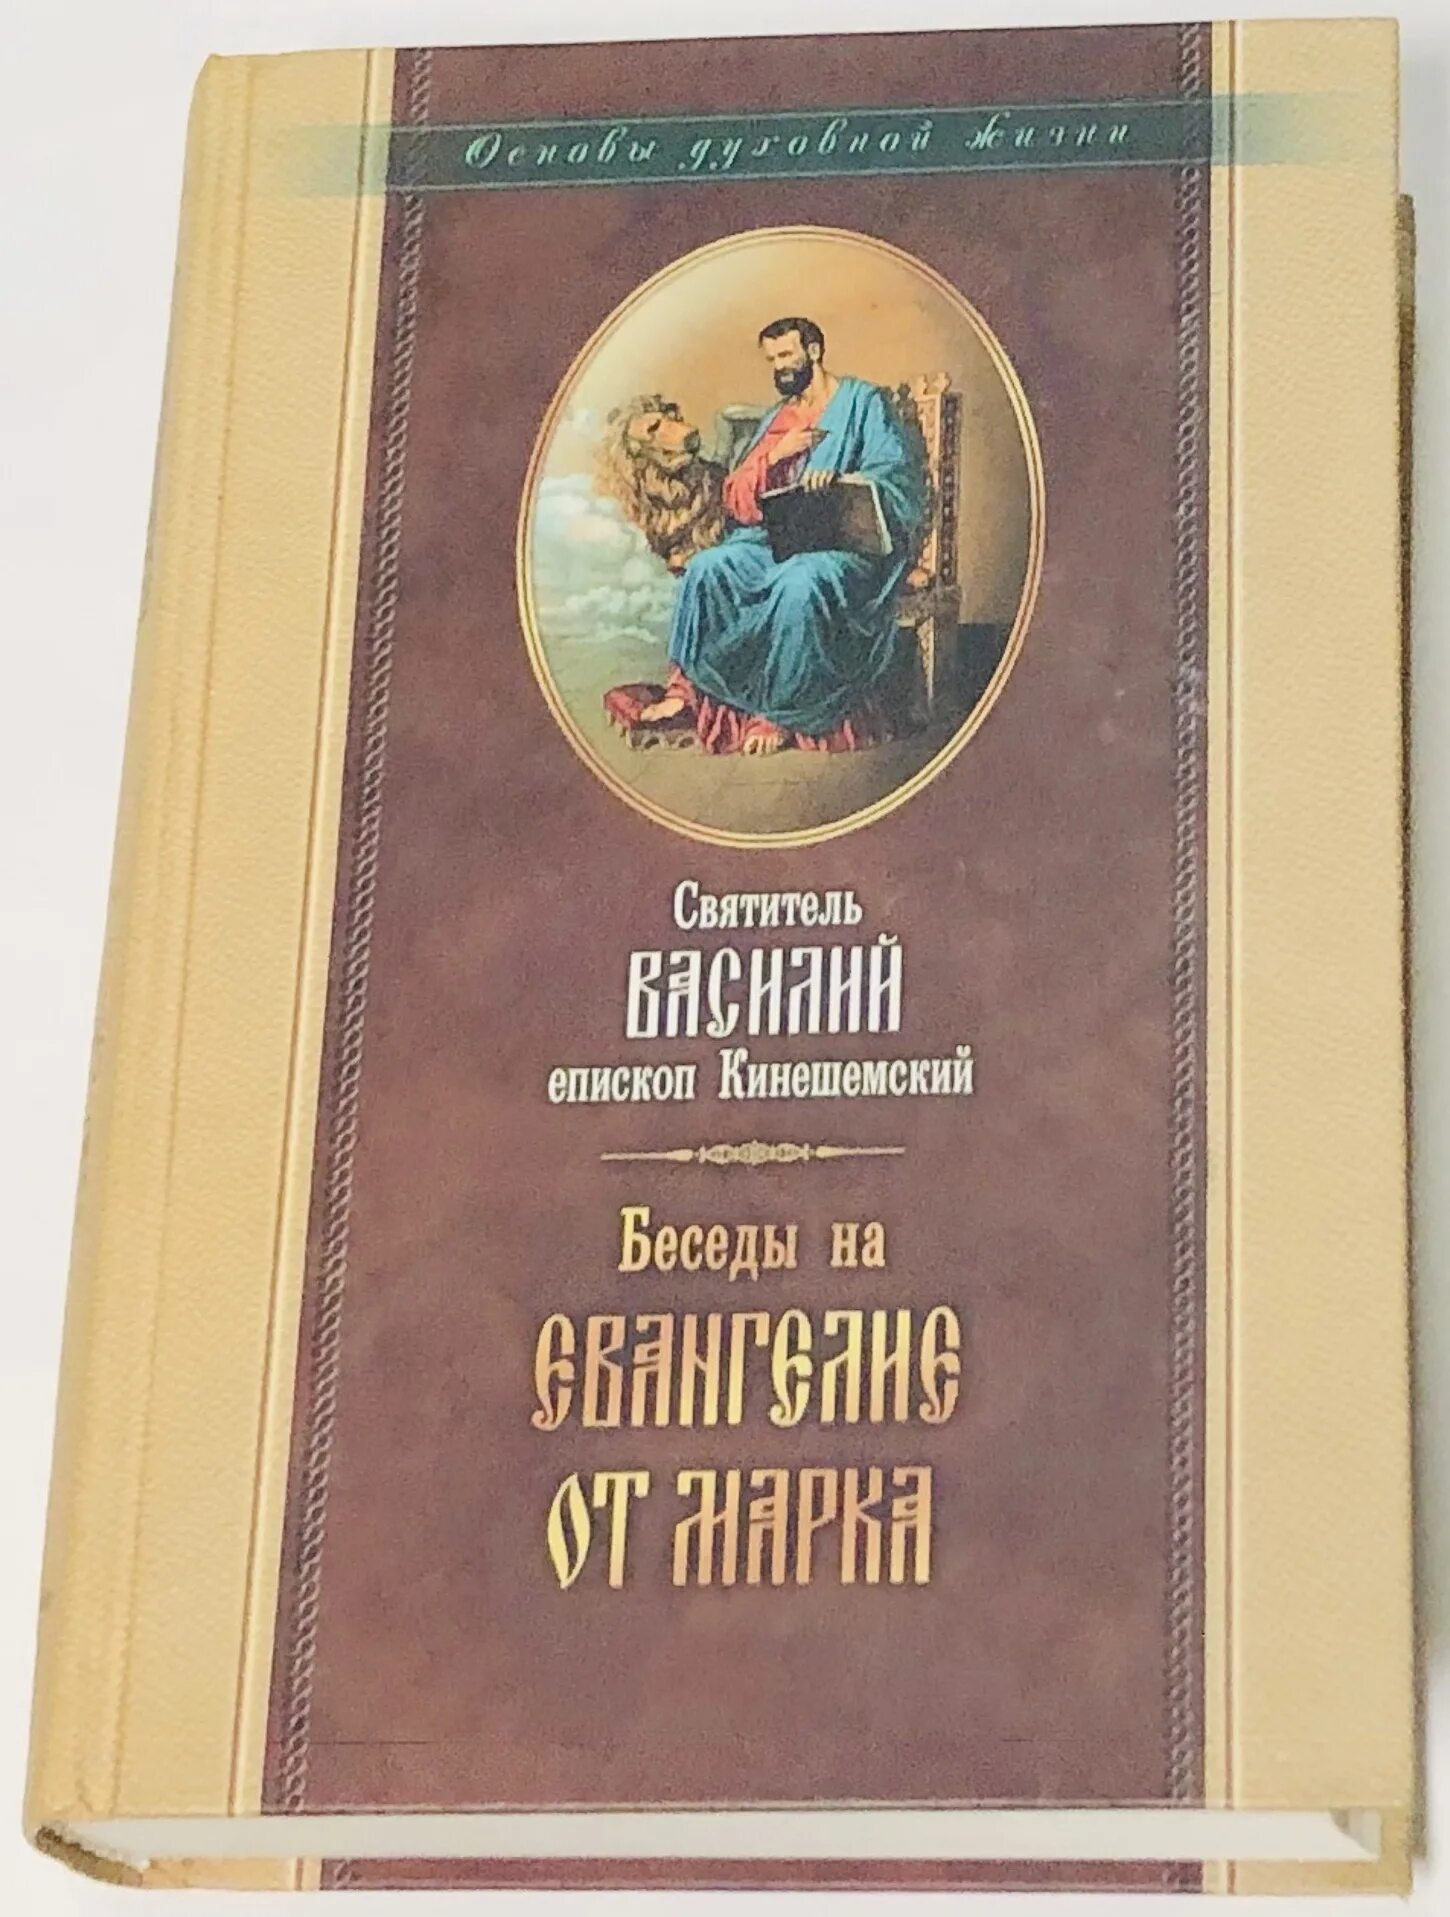 Основы духовной жизни
Святитель
ВАСИЛИЙ
епископ Кинешемский
Беседы на
ЕВАНГЕЛИЕ
ОТ МАРКА